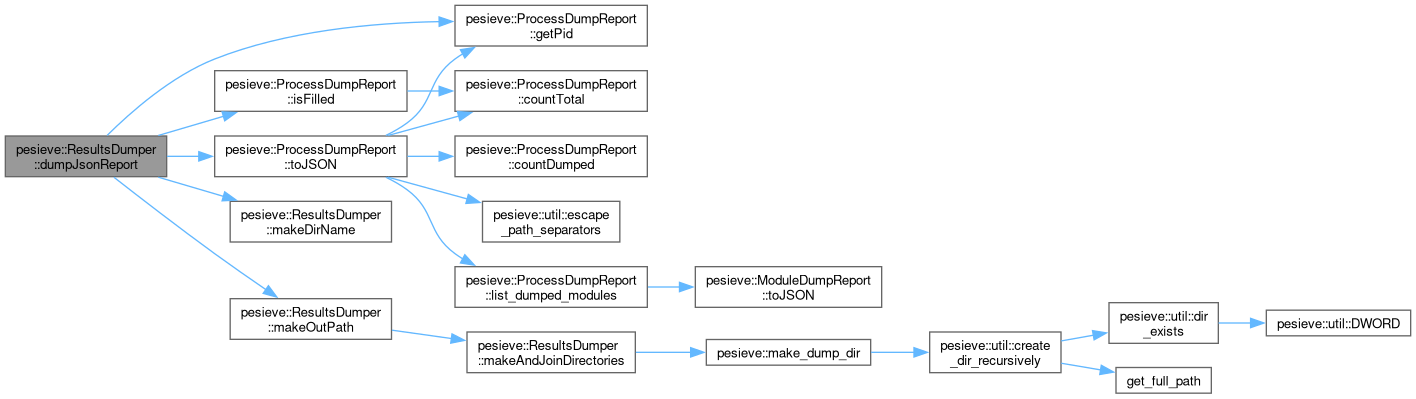 pesieve::ResultsDumper
::dumpJsonReport
pesieve::ProcessDumpReport
::getPid
pesieve::ProcessDumpReport
::isFilled
pesieve::ProcessDumpReport
::countTotal
pesieve::ProcessDumpReport
::toJSON
pesieve::ProcessDumpReport
::countDumped
pesieve::util::escape
_path_separators
pesieve::ResultsDumper
::makeDirName
pesieve::ProcessDumpReport
::list_dumped_modules
pesieve::ModuleDumpReport
::toJSON
pesieve::ResultsDumper
::makeOutPath
pesieve::ResultsDumper
::makeAndJoinDirectories
pesieve::make_dump_dir
pesieve::util::create
_dir_recursively
pesieve::util::dir
_exists
pesieve::util::DWORD
get_full_path